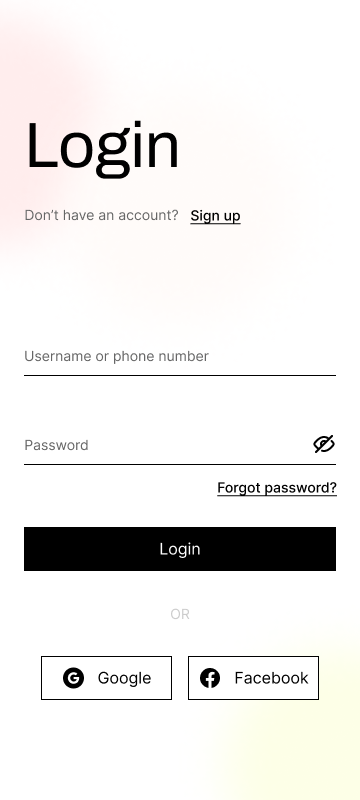 Login
Don’t have an account? Sign up
Username or phone number
Password
Forgot password?
Login
OR
Google Facebook